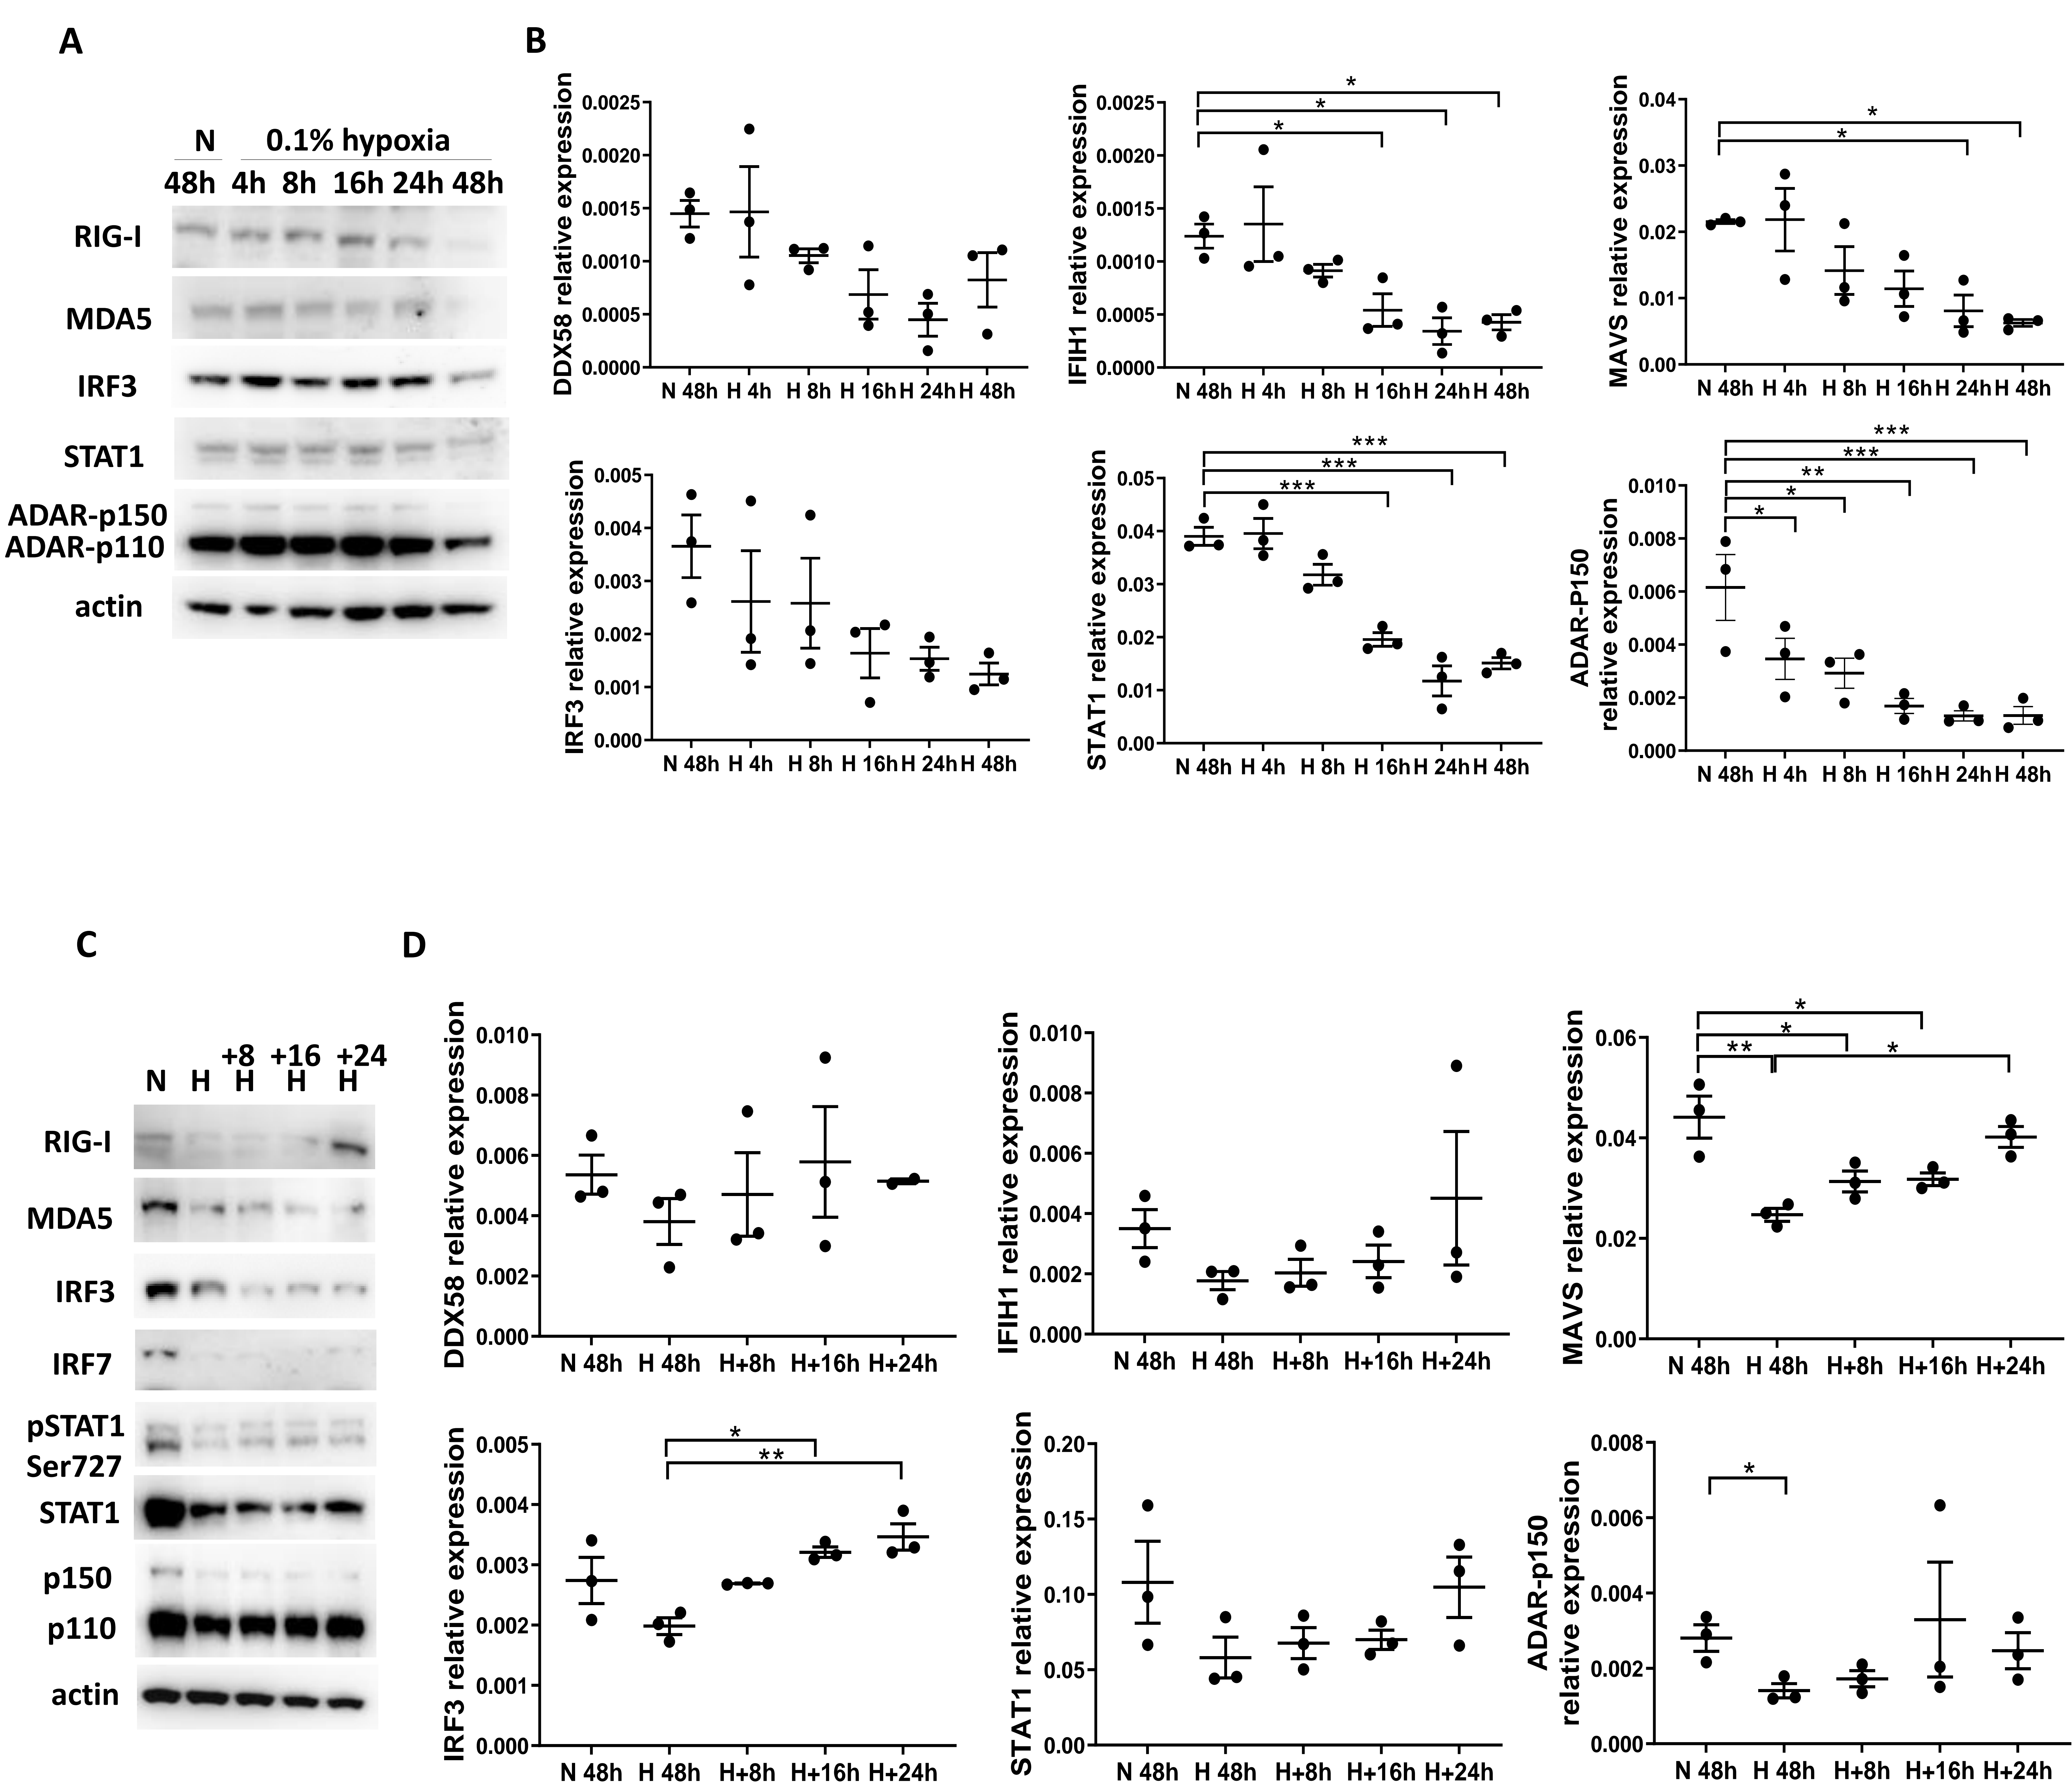 A
N 0.1% hypoxia
48h 4h 8h 16h 24h 48h
RIG-I
MDA5
IRF3
STAT1
ADAR-p150
ADAR-p110
actin
B
DDX58 relative expression
0.0025
0.0020
0.0015
0.0010
0.0005
0.0000
N 48h H 4h H 8h H 16h H 24h H 48h
IFIH1 relative expression
0.0025
0.0020
0.0015
0.0010
0.0005
0.0000
*
*
*
N 48h H 4h H 8h H 16h H 24h H 48h
MAVS relative expression
0.04
0.03
0.02
0.01
0.00
*
*
N 48h H 4h H 8h H 16h H 24h H 48h
IRF3 relative expression
0.005
0.004
0.003
0.002
0.001
0.000
N 48h H 4h H 8h H 16h H 24h H 48h
STAT1 relative expression
0.05
0.04
0.03
0.02
0.01
0.00
***
***
***
N 48h H 4h H 8h H 16h H 24h H 48h
ADAR-P150
relative expression
0.010
0.008
0.006
0.004
0.002
0.000
***
***
**
*
*
N 48h H 4h H 8h H 16h H 24h H 48h
C
+8 +16 +24
N H H H H
RIG-I
MDA5
IRF3
IRF7
pSTAT1
Ser727
STAT1
p150
p110
actin
D
DDX58 relative expression
0.010
0.008
0.006
0.004
0.002
0.000
N 48h H 48h H+8h H+16h H+24h
IFIH1 relative expression
0.010
0.008
0.006
0.004
0.002
0.000
N 48h H 48h H+8h H+16h H+24h
MAVS relative expression
0.06
0.04
0.02
0.00
*
*
** *
N 48h H 48h H+8h H+16h H+24h
IRF3 relative expression
0.005
0.004
0.003
0.002
0.001
0.000
*
**
N 48h H 48h H+8h H+16h H+24h
STAT1 relative expression
0.20
0.15
0.10
0.05
0.00
N 48h H 48h H+8h H+16h H+24h
ADAR-p150
relative expression
0.008
0.006
0.004
0.002
0.000
*
N 48h H 48h H+8h H+16h H+24h